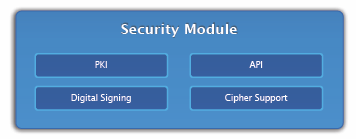 Security Module
PKI
API
Digital Signing
Cipher Support